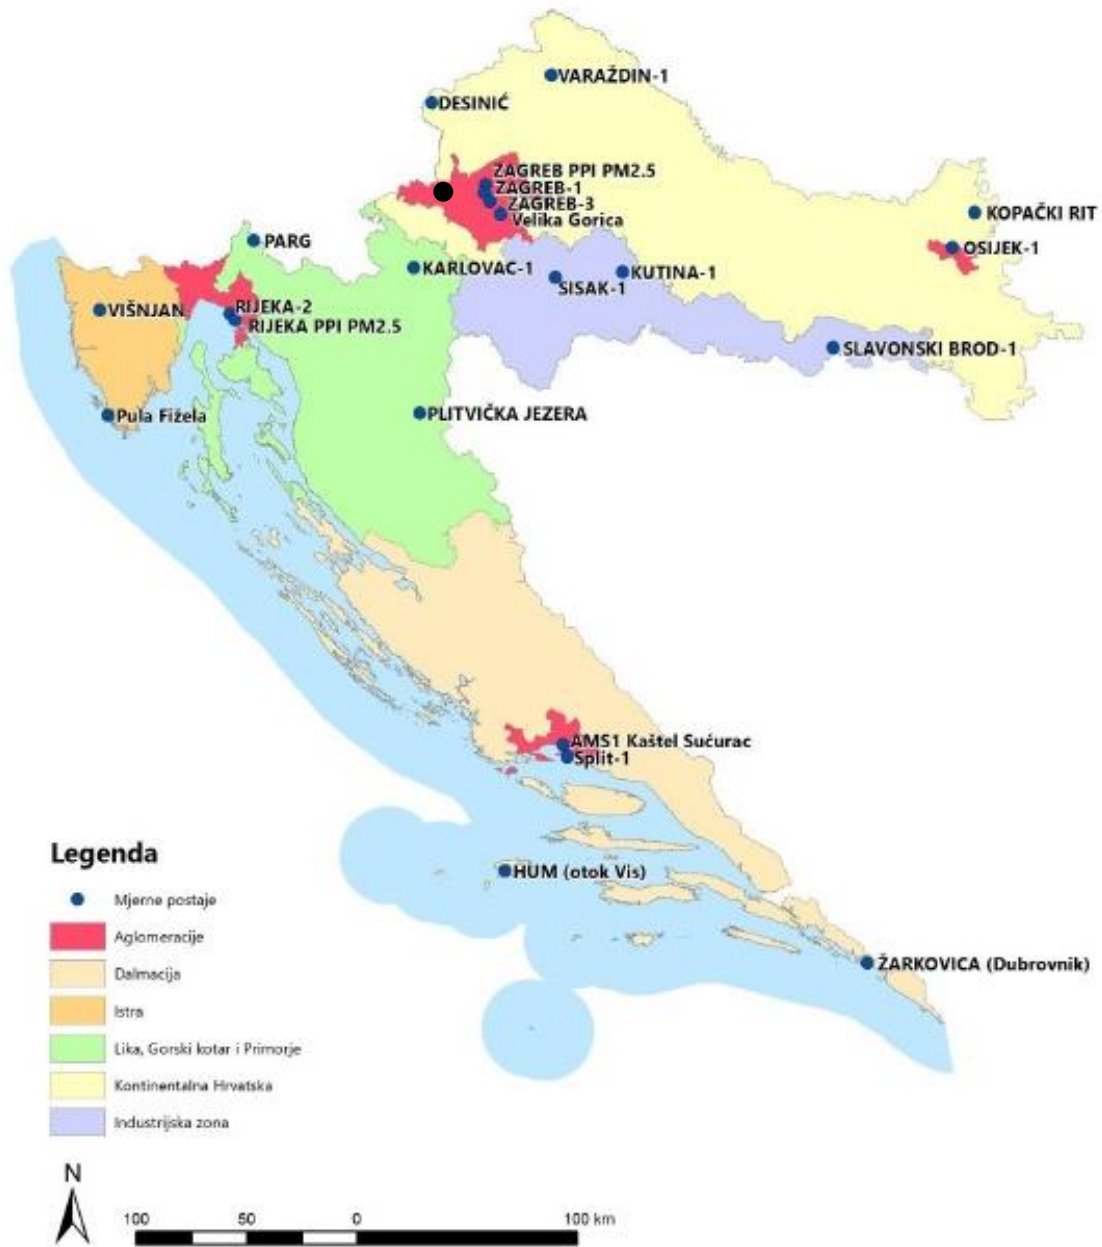 VARAŽDIN-1
DESINIĆ
ZAGREB PPI PM2.5
ZAGREB-1
ZAGREB-3
Velika Gorica
KOPAČKI RIT
OSIJEK-1
PARG
KARLOVAC-1
KUTINA-1
SISAK-1
VIŠNJAN
RIJEKA-2
RIJEKA PPI PM2.5
SLAVONSKI BROD-1
Pula Fižela
PLITVIČKA JEZERA
AMS1 Kaštel Sućurac
Split-1
HUM (otok Vis)
ŽARKOVICA (Dubrovnik)
Legenda
Mjerne postaje
Aglomeracije
Dalmacija
Istra
Lika, Gorski kotar i Primorje
Kontinentalna Hrvatska
Industrijska zona
N
100 50 0 100 km